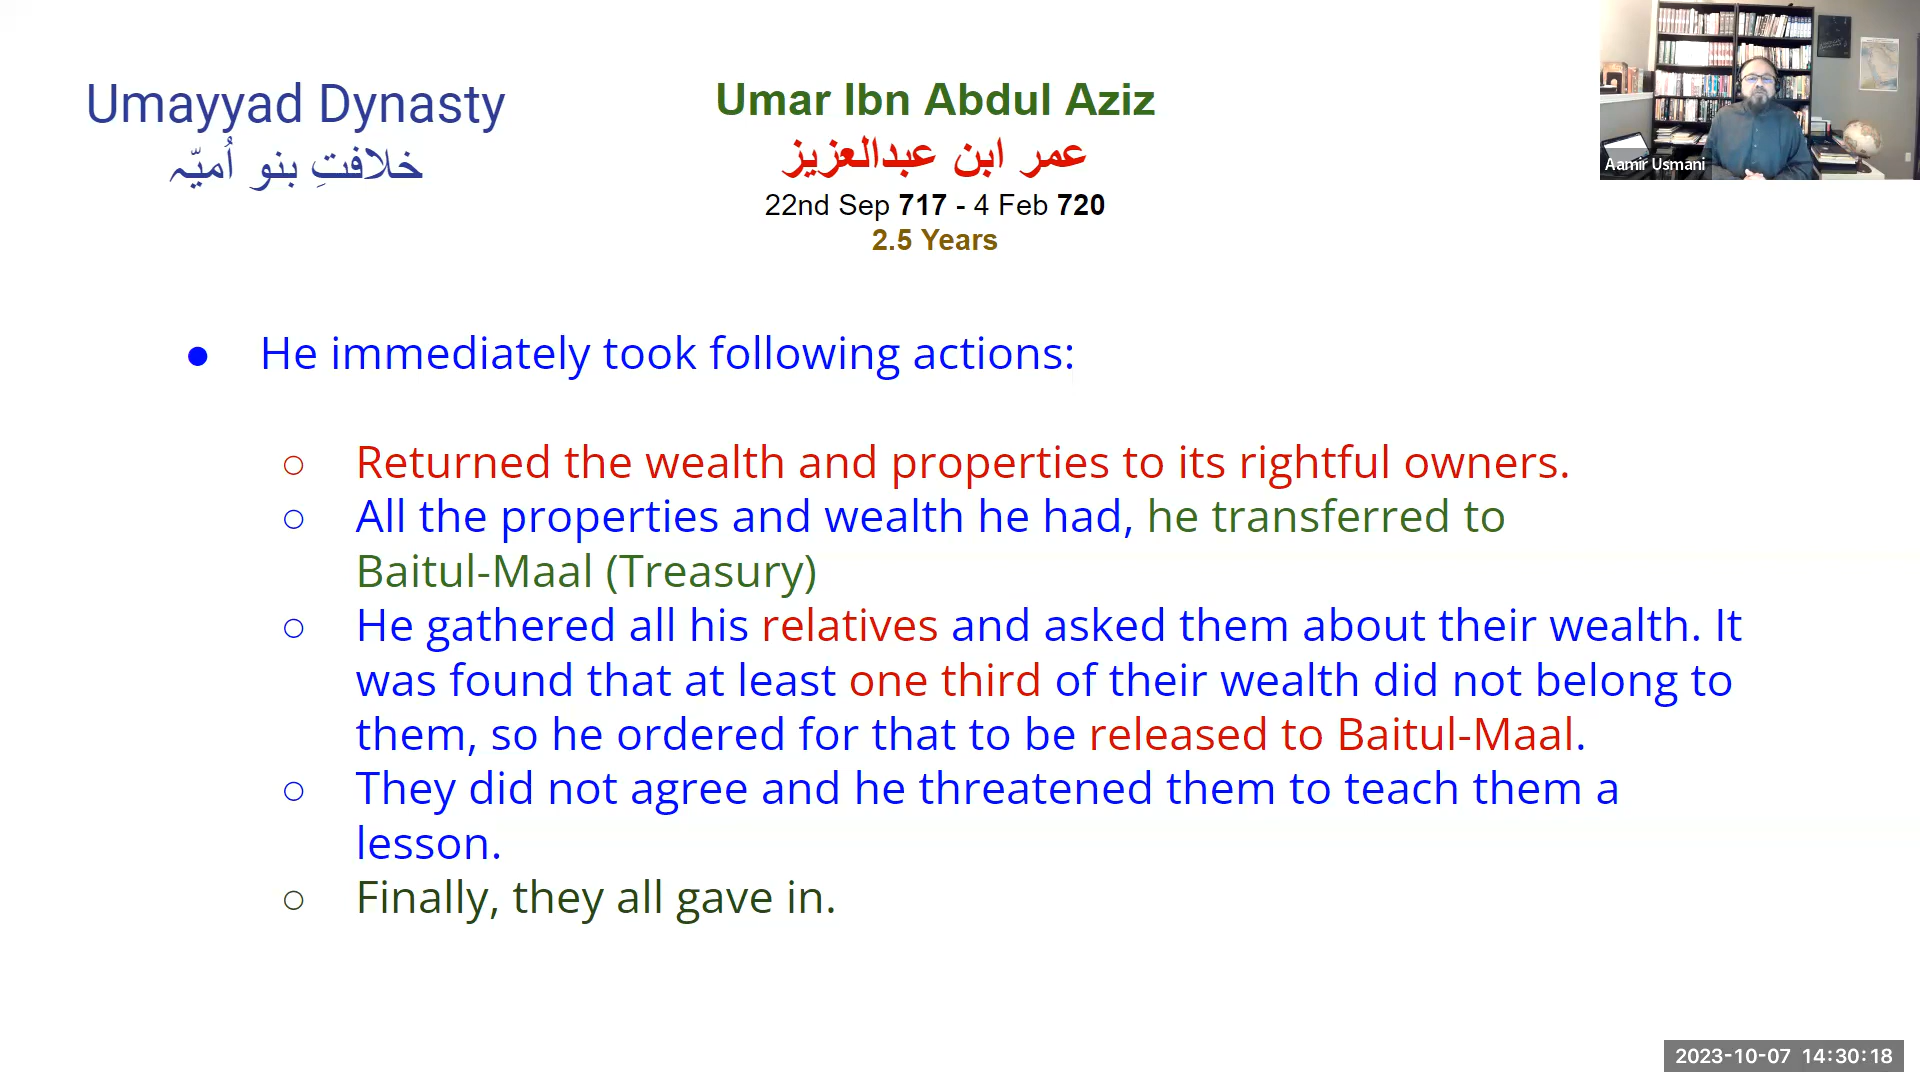 Umayyad Dynasty
خلافتِ بنو اُمیّہ
Umar Ibn Abdul Aziz
عمر ابن عبدالعزیز
22nd Sep 717 - 4 Feb 720
2.5 Years
Aamir Usmani
● He immediately took following actions:
○ Returned the wealth and properties to its rightful owners.
○ All the properties and wealth he had, he transferred to
Baitul-Maal (Treasury)
○ He gathered all his relatives and asked them about their wealth. It
was found that at least one third of their wealth did not belong to
them, so he ordered for that to be released to Baitul-Maal.
○ They did not agree and he threatened them to teach them a
lesson.
○ Finally, they all gave in.
2023-10-07 14:30:18